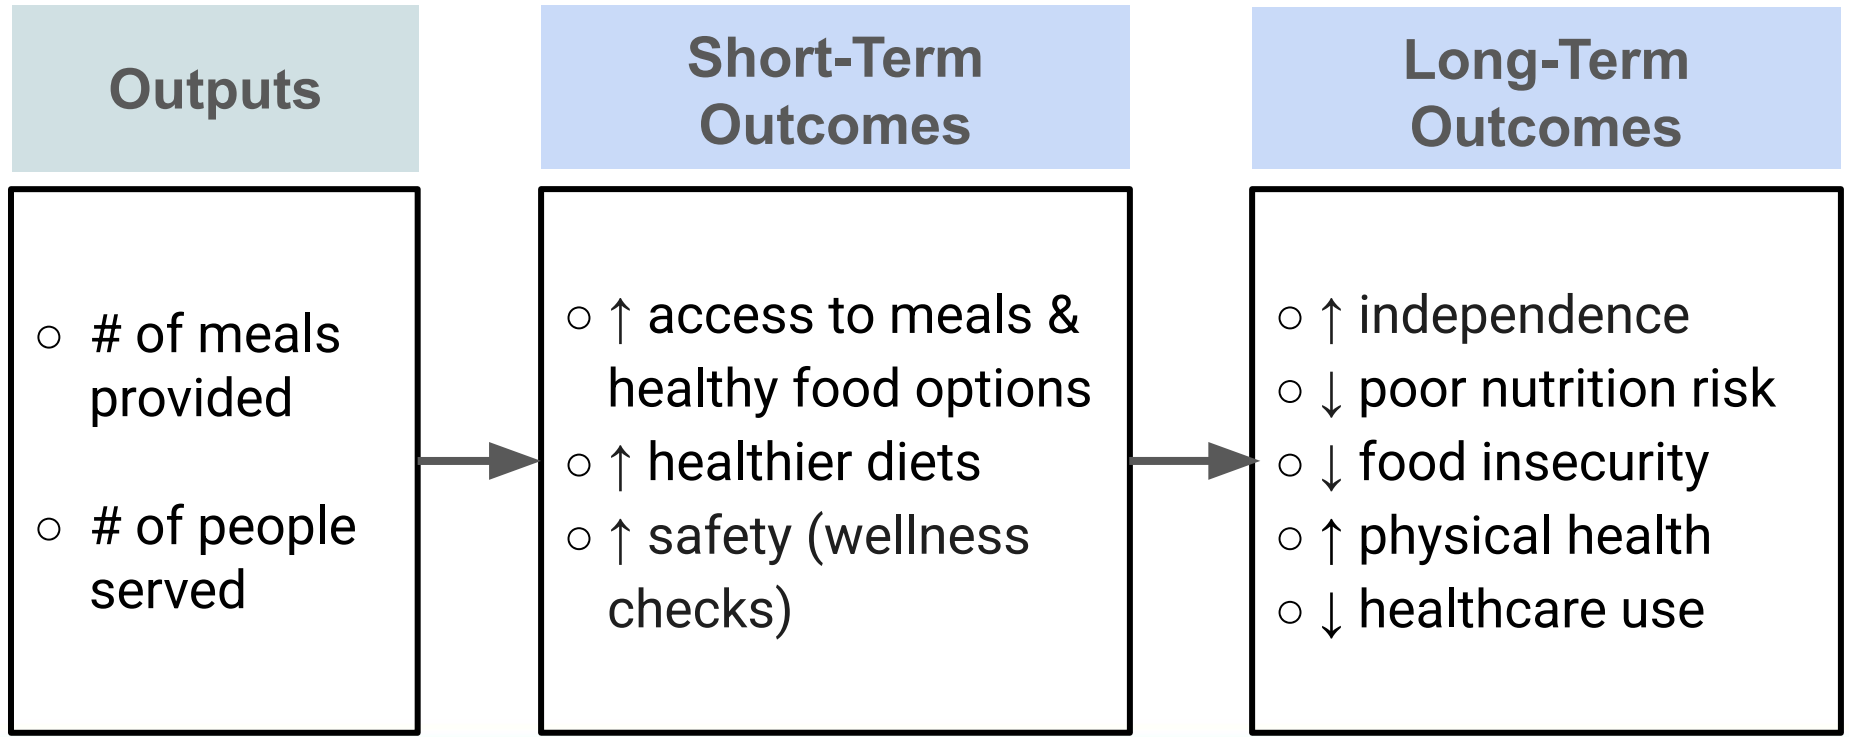 Outputs
○ # of meals
provided
○ # of people
served
Short-Term
Outcomes
○ ↑ access to meals &
healthy food options
○ ↑ healthier diets
○ ↑ safety (wellness
checks)
Long-Term
Outcomes
○ ↑ independence
○ ↓ poor nutrition risk
○ ↓ food insecurity
○ ↑ physical health
○ ↓ healthcare use